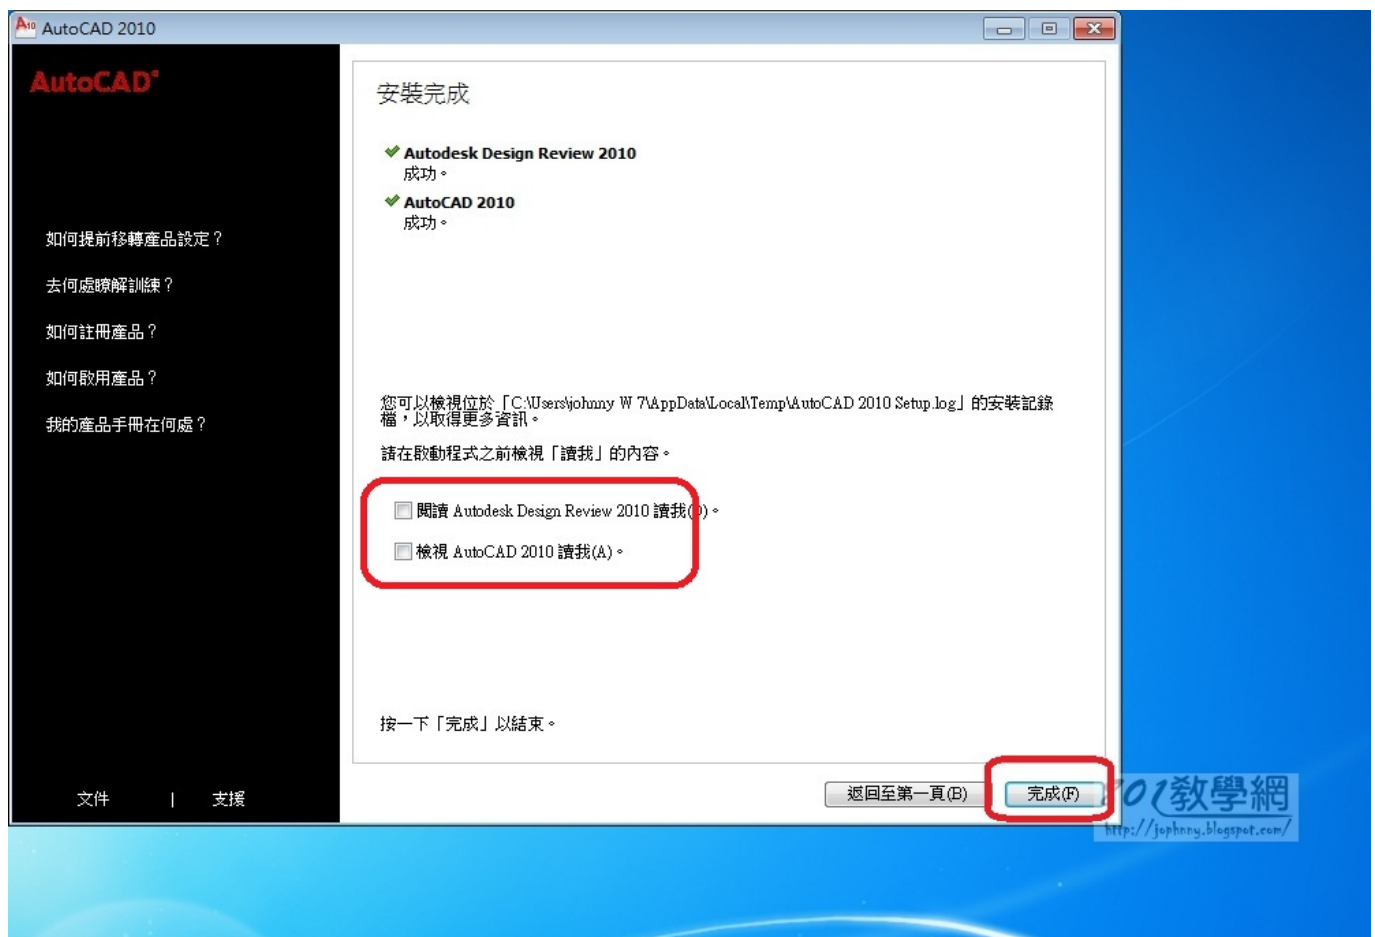 AutoCAD 2010
AutoCAD
安裝完成
Autodesk Design Review 2010
成功。
AutoCAD 2010
成功。
如何提前移轉產品設定？
去何處瞭解訓練？
如何註冊產品？
如何啟用產品？
我的產品手冊在何處？
您可以檢視位於「C:\Users\johnny W 7\AppData\Local\Temp\AutoCAD 2010 Setup.log」的安裝記錄
檔，以取得更多資訊。
請在啟動程式之前檢視「讀我」的內容。
閱讀 Autodesk Design Review 2010 讀我(D)。
檢視 AutoCAD 2010 讀我(A)。
按一下「完成」以結束。
文件 | 支援
返回至第一頁(B)
完成(F)
教學網
http://jophnny.blogspot.com/